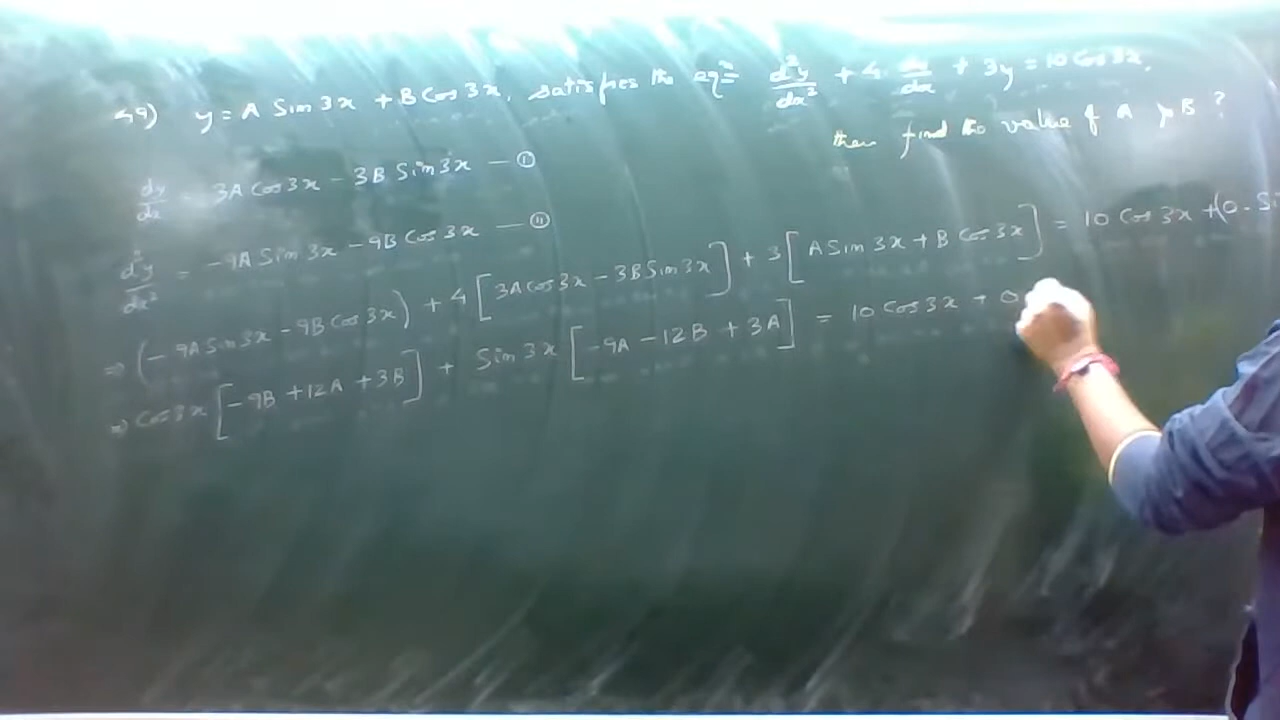 49) y = A Sin 3x + B Cos 3x, satisfies the eqn d²y/dx² + 4 dy/dx + 3y = 10 Cos 3x,
then find the value of A & B ?
dy/dx = 3A Cos 3x - 3B Sin 3x — (i)
d²y/dx² = -9A Sin 3x - 9B Cos 3x — (ii)
⇒ (-9A Sin 3x - 9B Cos 3x) + 4 [3A Cos 3x - 3B Sin 3x] + 3 [A Sin 3x + B Cos 3x] = 10 Cos 3x + (0. Si
⇒ Cos 3x [-9B + 12A + 3B] + Sin 3x [-9A - 12B + 3A] = 10 Cos 3x + 0